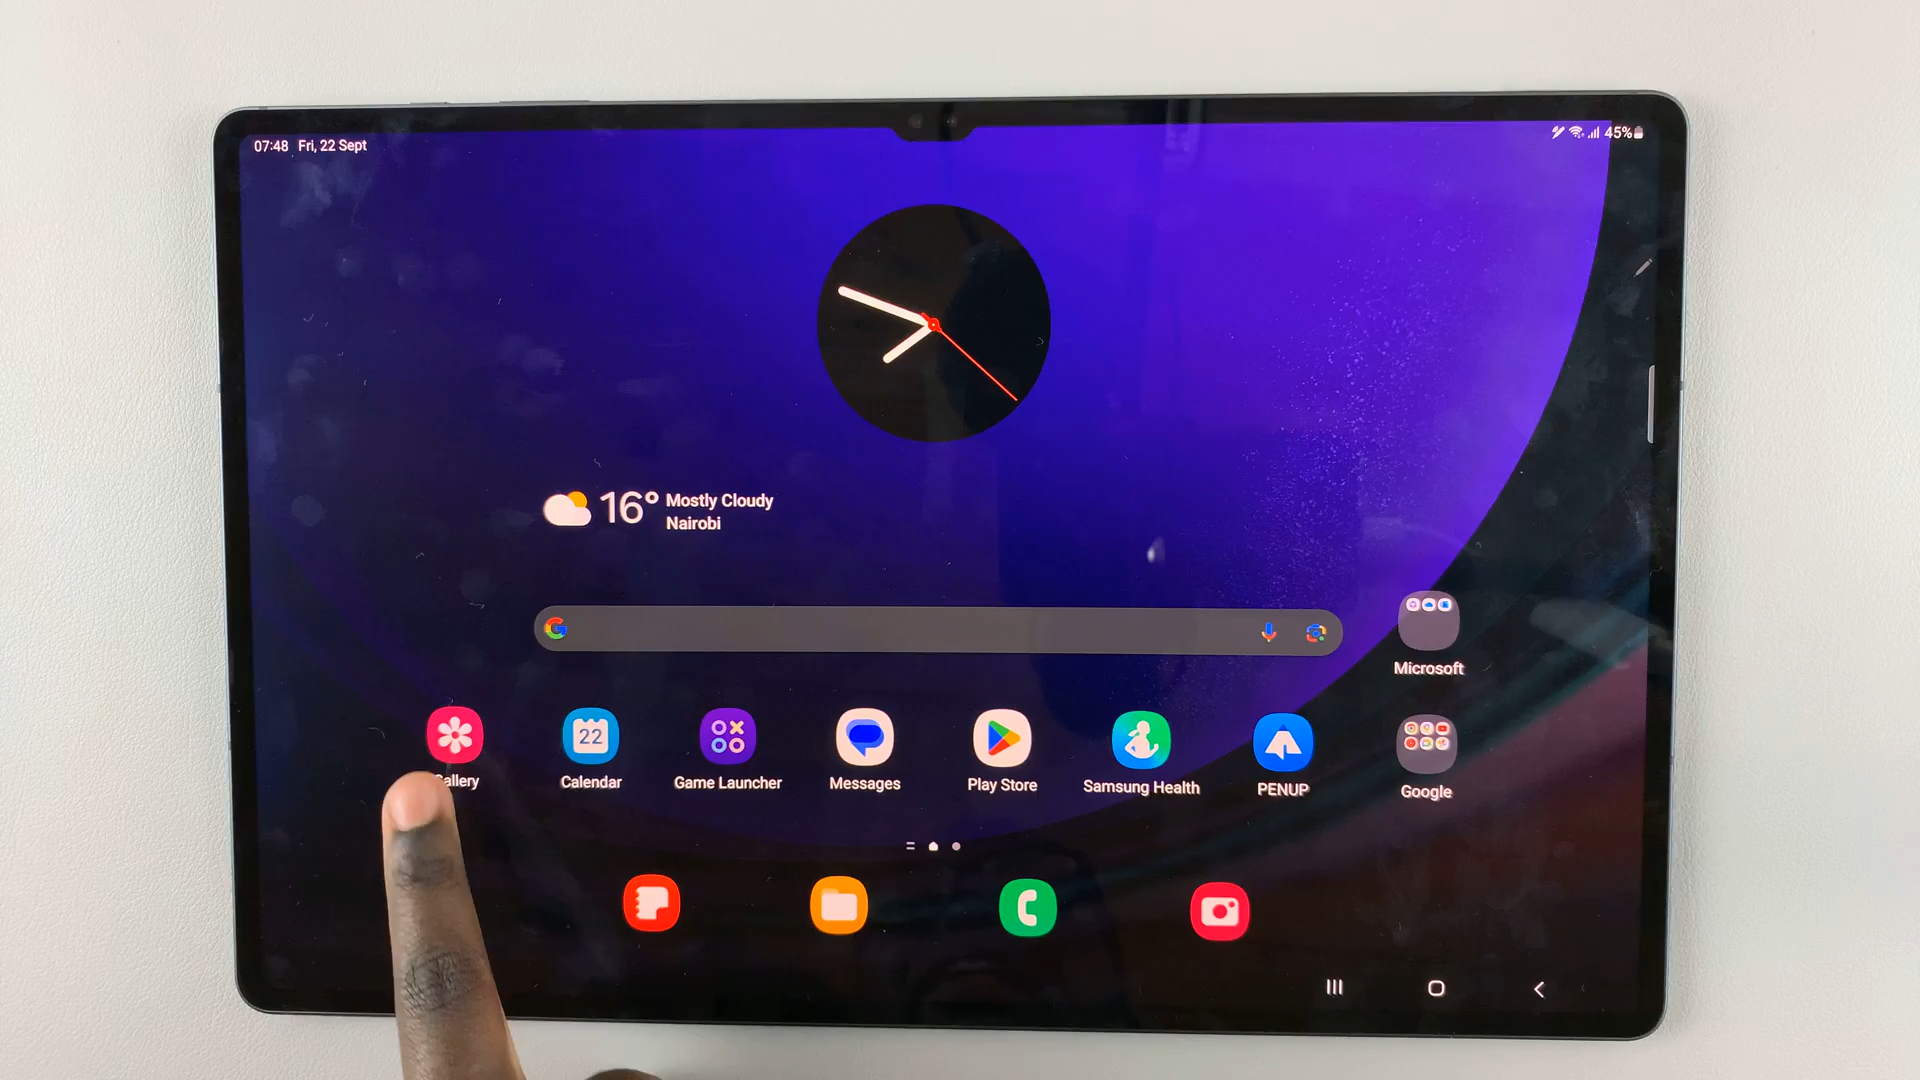 07:48 Fri, 22 Sept
45%
16° Mostly Cloudy
Nairobi
G
Microsoft
22
allery
Calendar
Game Launcher
Messages
Play Store
Samsung Health
PENUP
Google